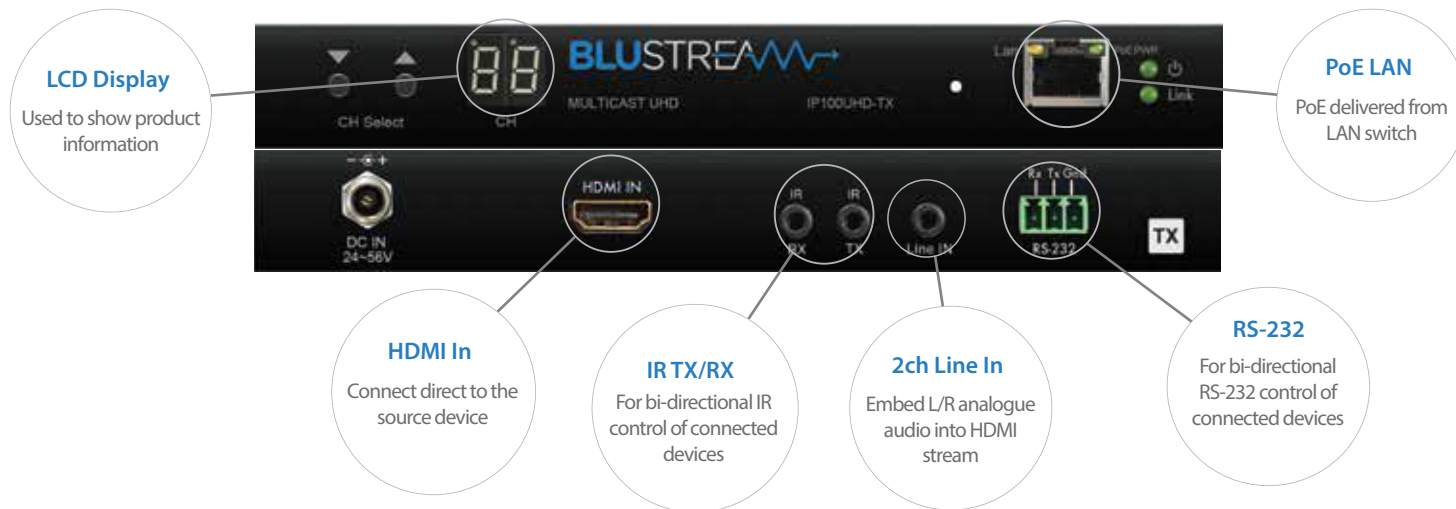 LCD Display
Used to show product
information
CH Select
88
CH
BLUSTREAM
MULTICAST UHD
IP100UHD-TX
Lan
PoE PWR
Link
PoE LAN
PoE delivered from
LAN switch
DC IN
24~56V
HDMI IN
IR
RX
IR
TX
Line IN
Rx Tx Gnd
RS-232
TX
HDMI In
Connect direct to the
source device
IR TX/RX
For bi-directional IR
control of connected
devices
2ch Line In
Embed L/R analogue
audio into HDMI
stream
RS-232
For bi-directional
RS-232 control of
connected devices